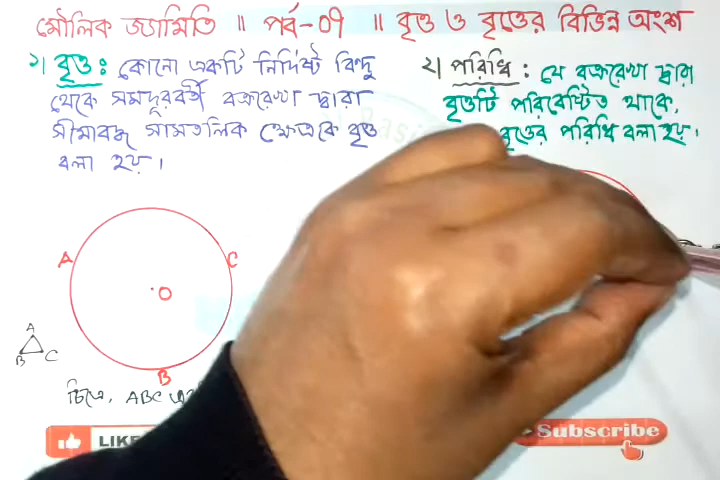 মৌলিক জ্যামিতি ॥ পর্ব-০৭ ॥ বৃত্ত ও বৃত্তের বিভিন্ন অংশ
১) বৃত্ত : কোনো একটি নির্দিষ্ট বিন্দু
থেকে সমদূরবর্তী বক্ররেখা দ্বারা
সীমাবদ্ধ সামতলিক ক্ষেত্রকে বৃত্ত
বলা হয়।
২) পরিধি : যে বক্ররেখা দ্বারা
বৃত্তটি পরিবেষ্টিত থাকে,
বৃত্তের পরিধি বলা হয়।
A
C
O
B
A
B C
চিত্রে, ABC
LIKE
Subscribe